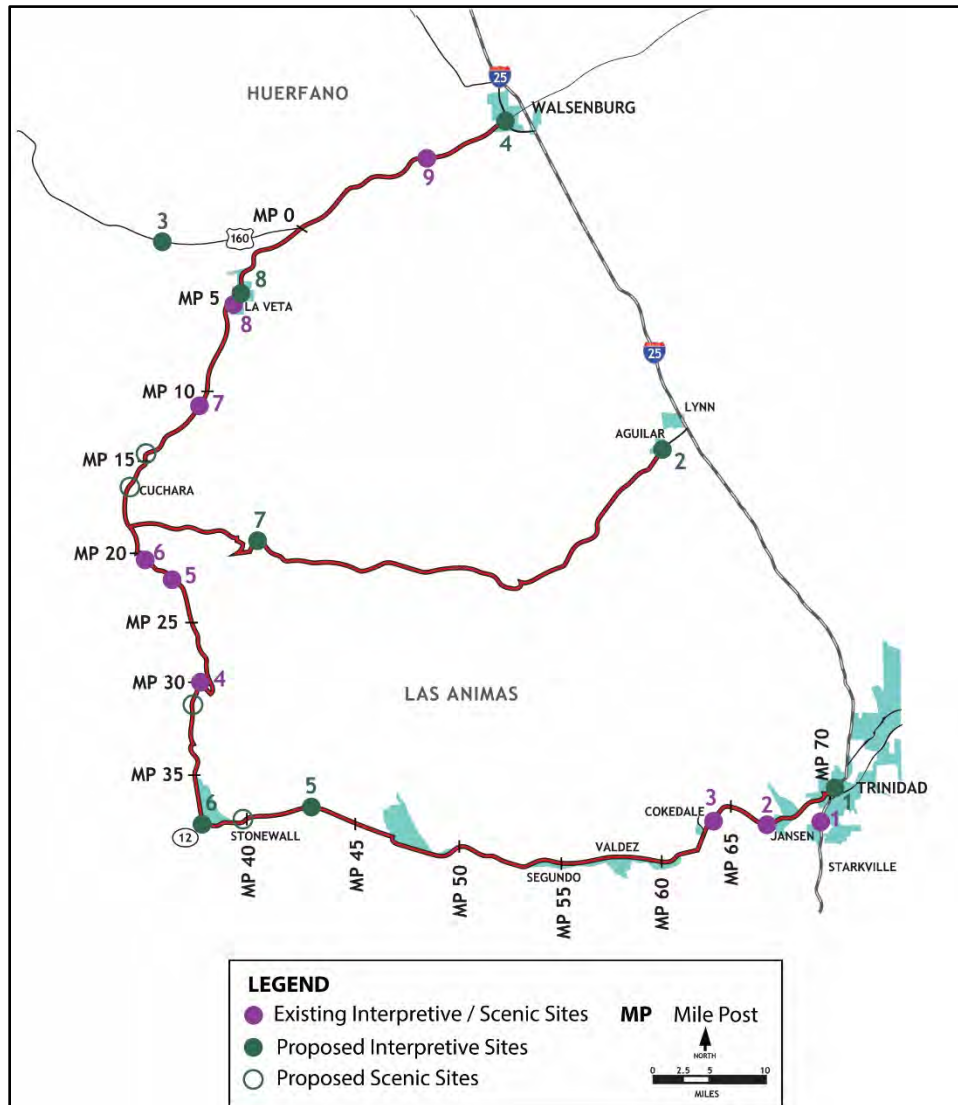 25
HUERFANO
WALSENBURG
4
9
MP 0
3
160
8
MP 5
LA VETA
8
25
MP 10
7
LYNN
AGUILAR
2
MP 15
CUCHARA
7
MP 20
6
5
MP 25
MP 30
4
LAS ANIMAS
MP 35
MP 70
5
6
3
2
1
TRINIDAD
COKEDALE
1
12
STONEWALL
JANSEN
MP 40
MP 45
MP 65
VALDEZ
MP 50
SEGUNDO
MP 55
MP 60
STARKVILLE
LEGEND
Existing Interpretive / Scenic Sites
MP Mile Post
Proposed Interpretive Sites
NORTH
Proposed Scenic Sites
0 2.5 5 10
MILES